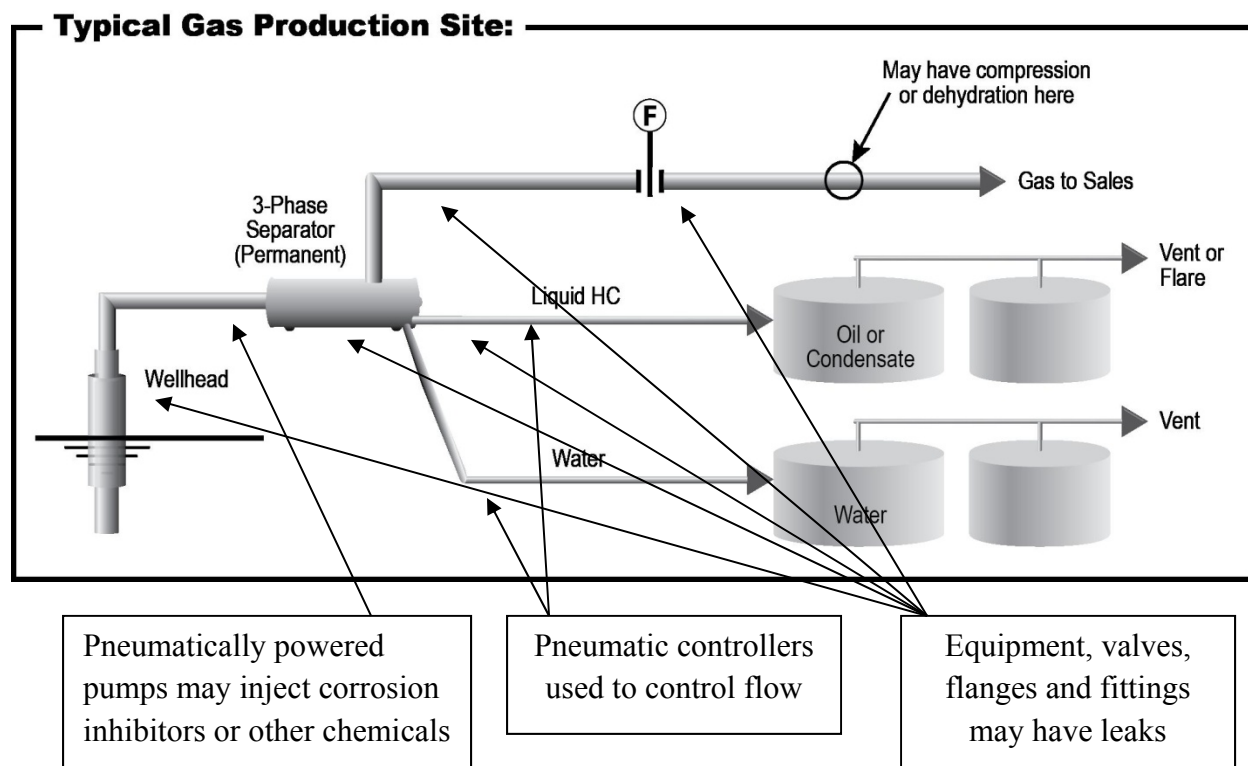 Typical Gas Production Site:
May have compression
or dehydration here
F
Gas to Sales
3-Phase
Separator
(Permanent)
Vent or
Flare
Liquid HC
Oil or
Condensate
Wellhead
Vent
Water
Water
Pneumatically powered
pumps may inject corrosion
inhibitors or other chemicals
Pneumatic controllers
used to control flow
Equipment, valves,
flanges and fittings
may have leaks